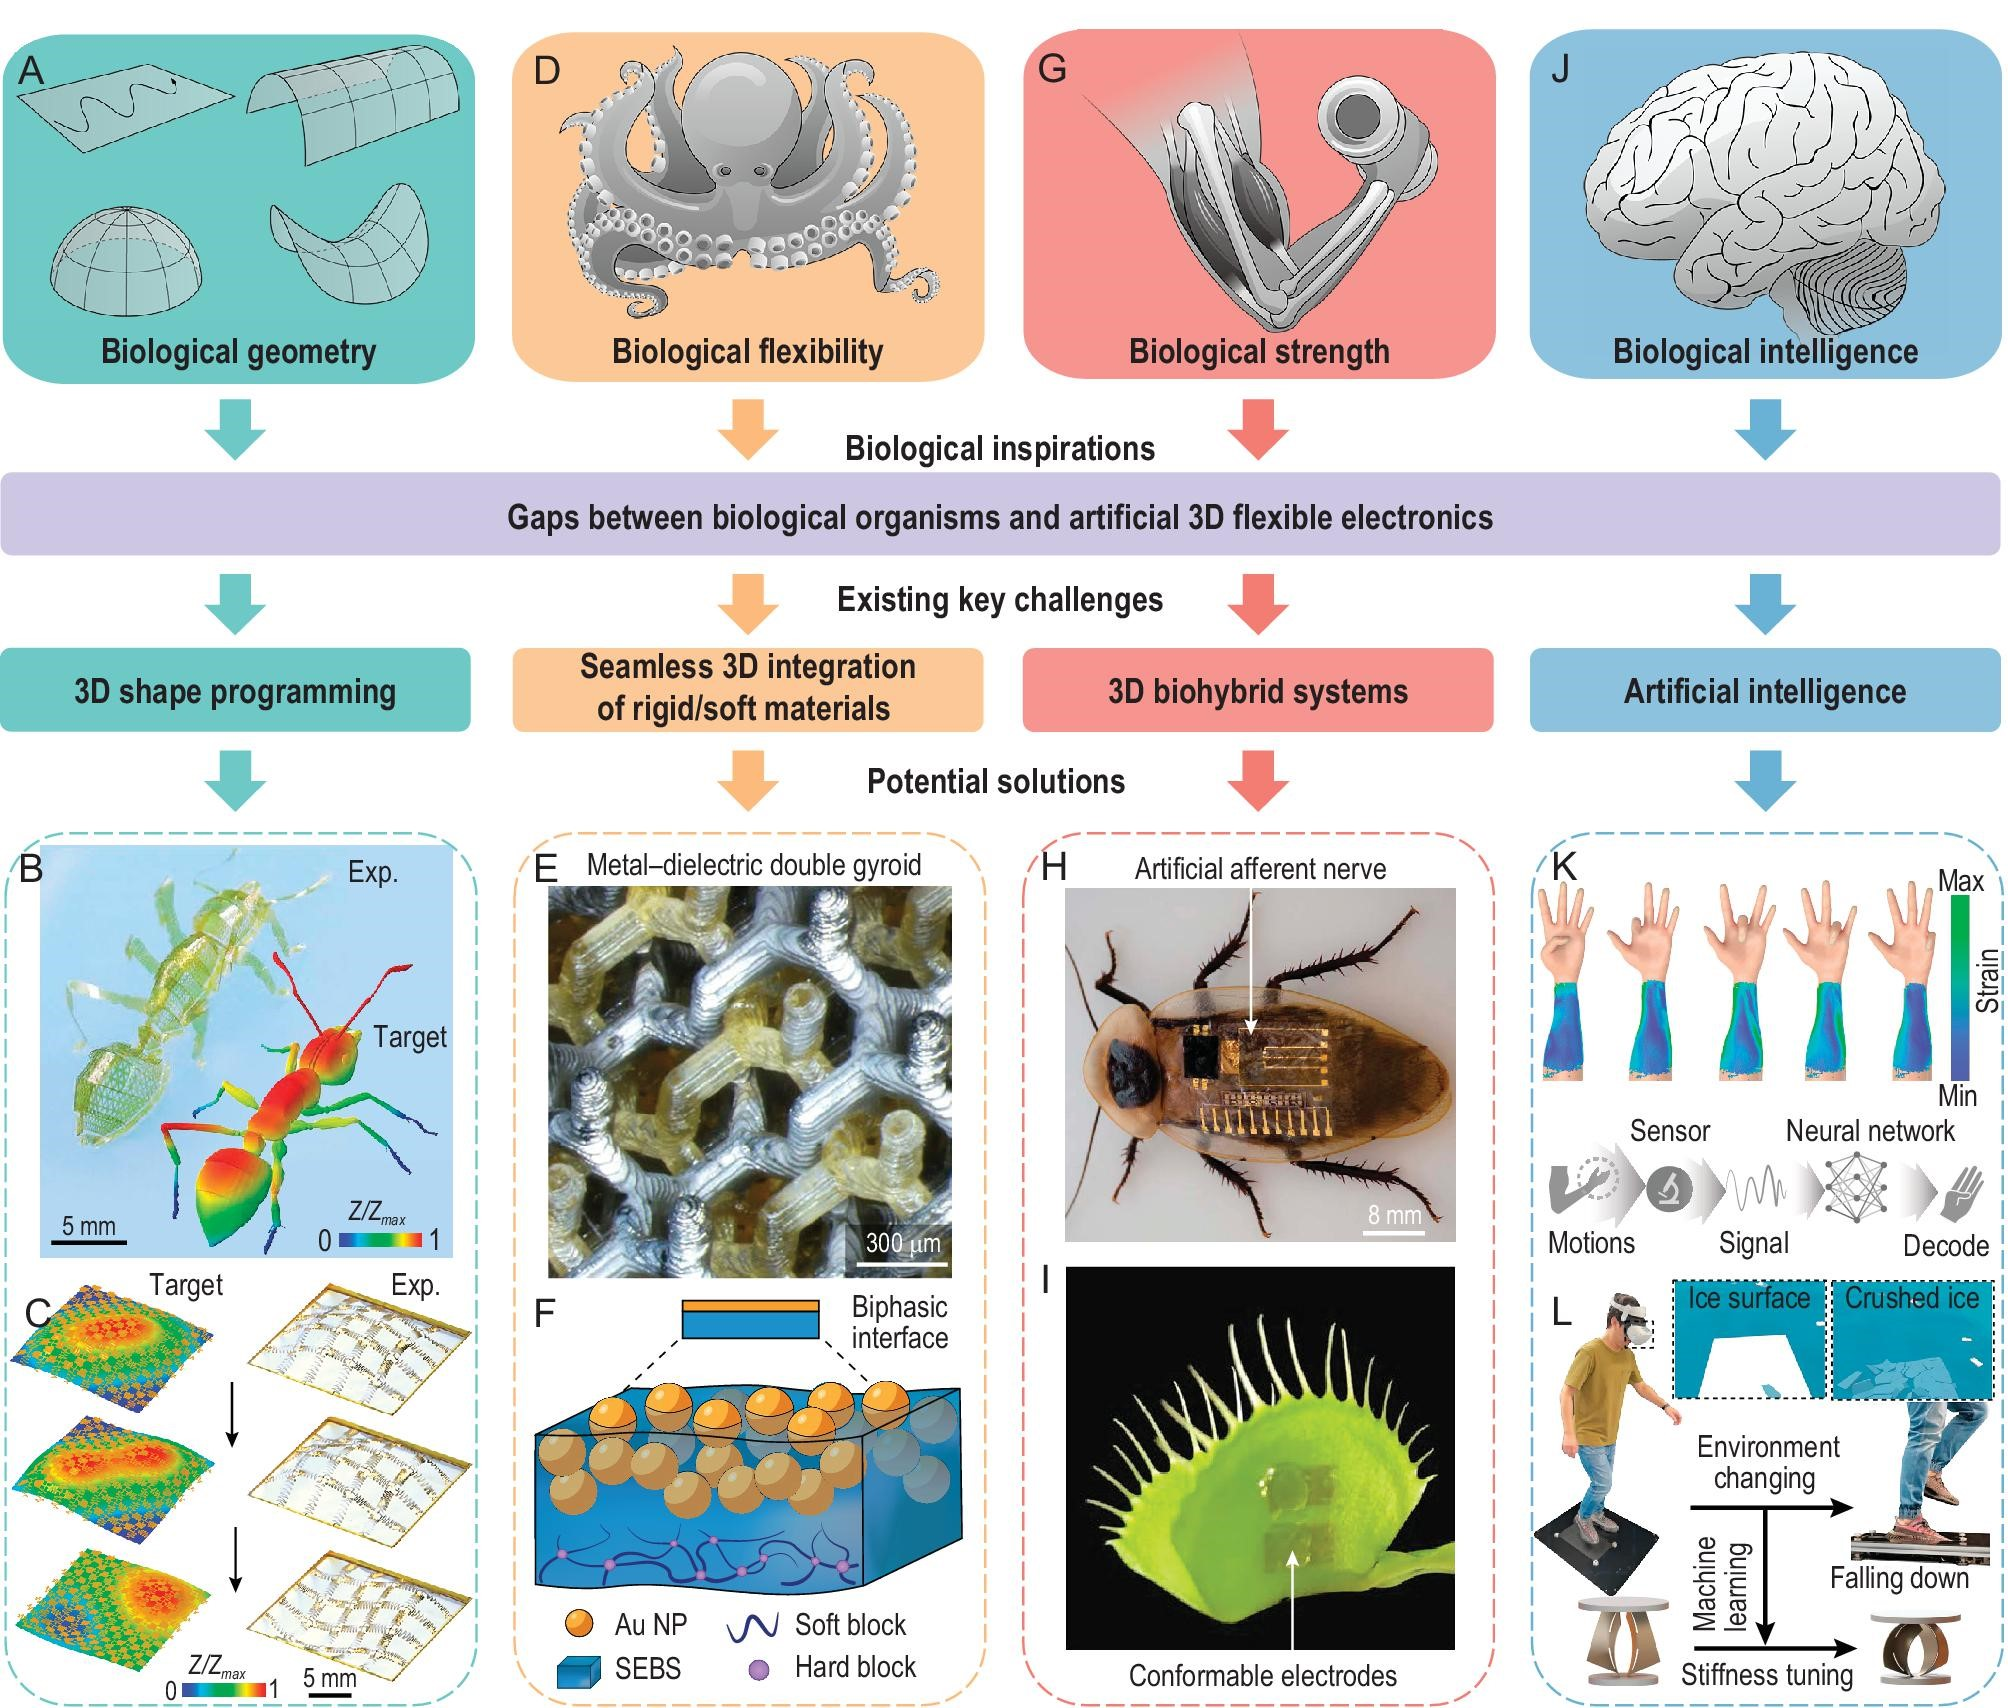 A
Biological geometry
D
Biological flexibility
G
Biological strength
J
Biological intelligence
Biological inspirations
Gaps between biological organisms and artificial 3D flexible electronics
Existing key challenges
3D shape programming
Seamless 3D integration
of rigid/soft materials
3D biohybrid systems
Artificial intelligence
Potential solutions
B
Exp.
Target
5 mm
Z/Zmax
0
1
C
Target
Exp.
Z/Zmax
0
1
5 mm
E
Metal–dielectric double gyroid
300 μm
F
Biphasic
interface
Au NP
Soft block
SEBS
Hard block
H
Artificial afferent nerve
8 mm
I
Conformable electrodes
K
Max
Strain
Min
Sensor
Neural network
Motions
Signal
Decode
L
Ice surface
Crushed ice
Environment
changing
Machine
learning
Falling down
Stiffness tuning